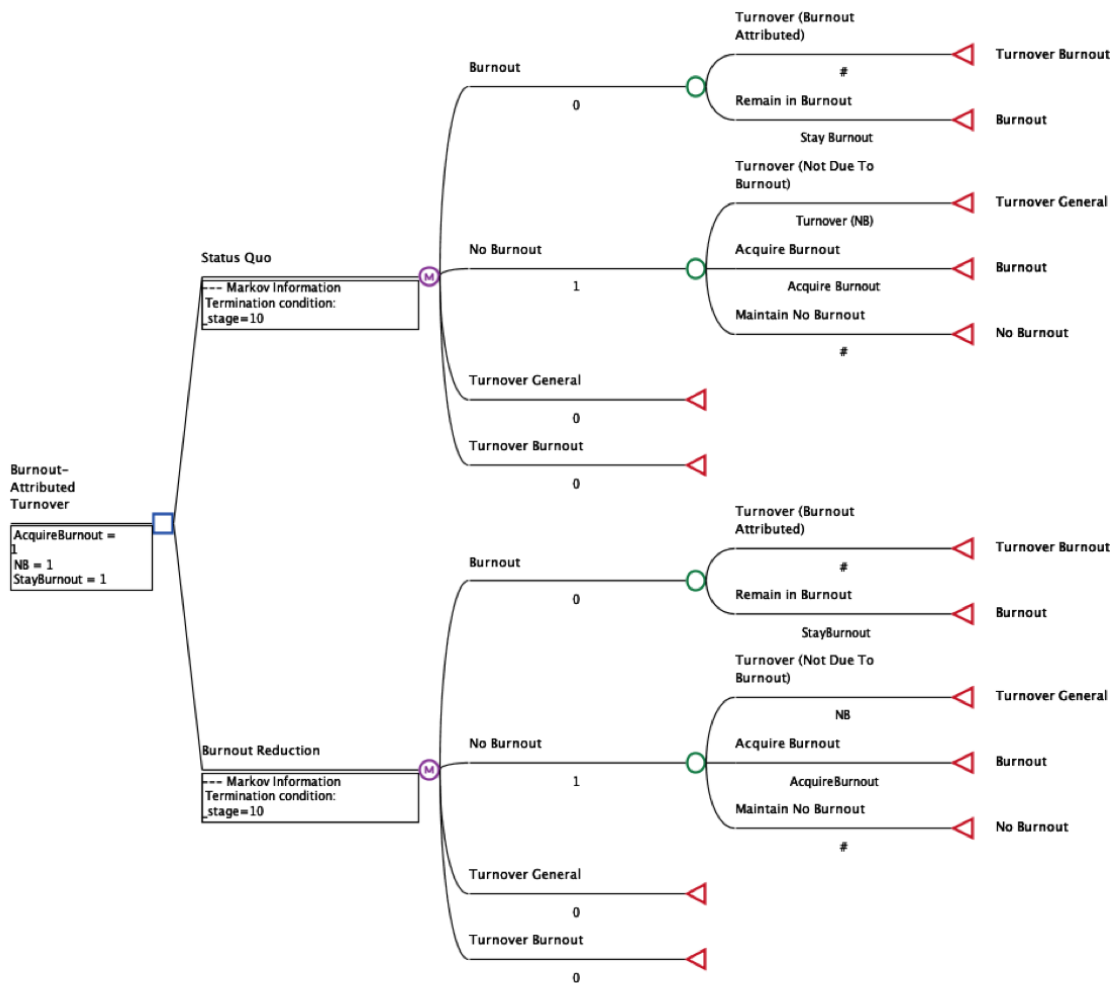 Turnover (Burnout
Attributed)
Turnover Burnout
#
Burnout
0
Remain in Burnout
Burnout
Stay Burnout
Turnover (Not Due To
Burnout)
Turnover General
Turnover (NB)
Status Quo
No Burnout
1
Acquire Burnout
Burnout
Acquire Burnout
--- Markov Information
Termination condition:
_stage=10
Maintain No Burnout
No Burnout
#
Turnover General
0
Turnover Burnout
0
Burnout-
Attributed
Turnover
AcquireBurnout =
1
NB = 1
StayBurnout = 1
Turnover (Burnout
Attributed)
Turnover Burnout
#
Burnout
0
Remain in Burnout
Burnout
StayBurnout
Turnover (Not Due To
Burnout)
Turnover General
NB
Burnout Reduction
No Burnout
1
Acquire Burnout
Burnout
AcquireBurnout
--- Markov Information
Termination condition:
_stage=10
Maintain No Burnout
No Burnout
#
Turnover General
0
Turnover Burnout
0
M
M